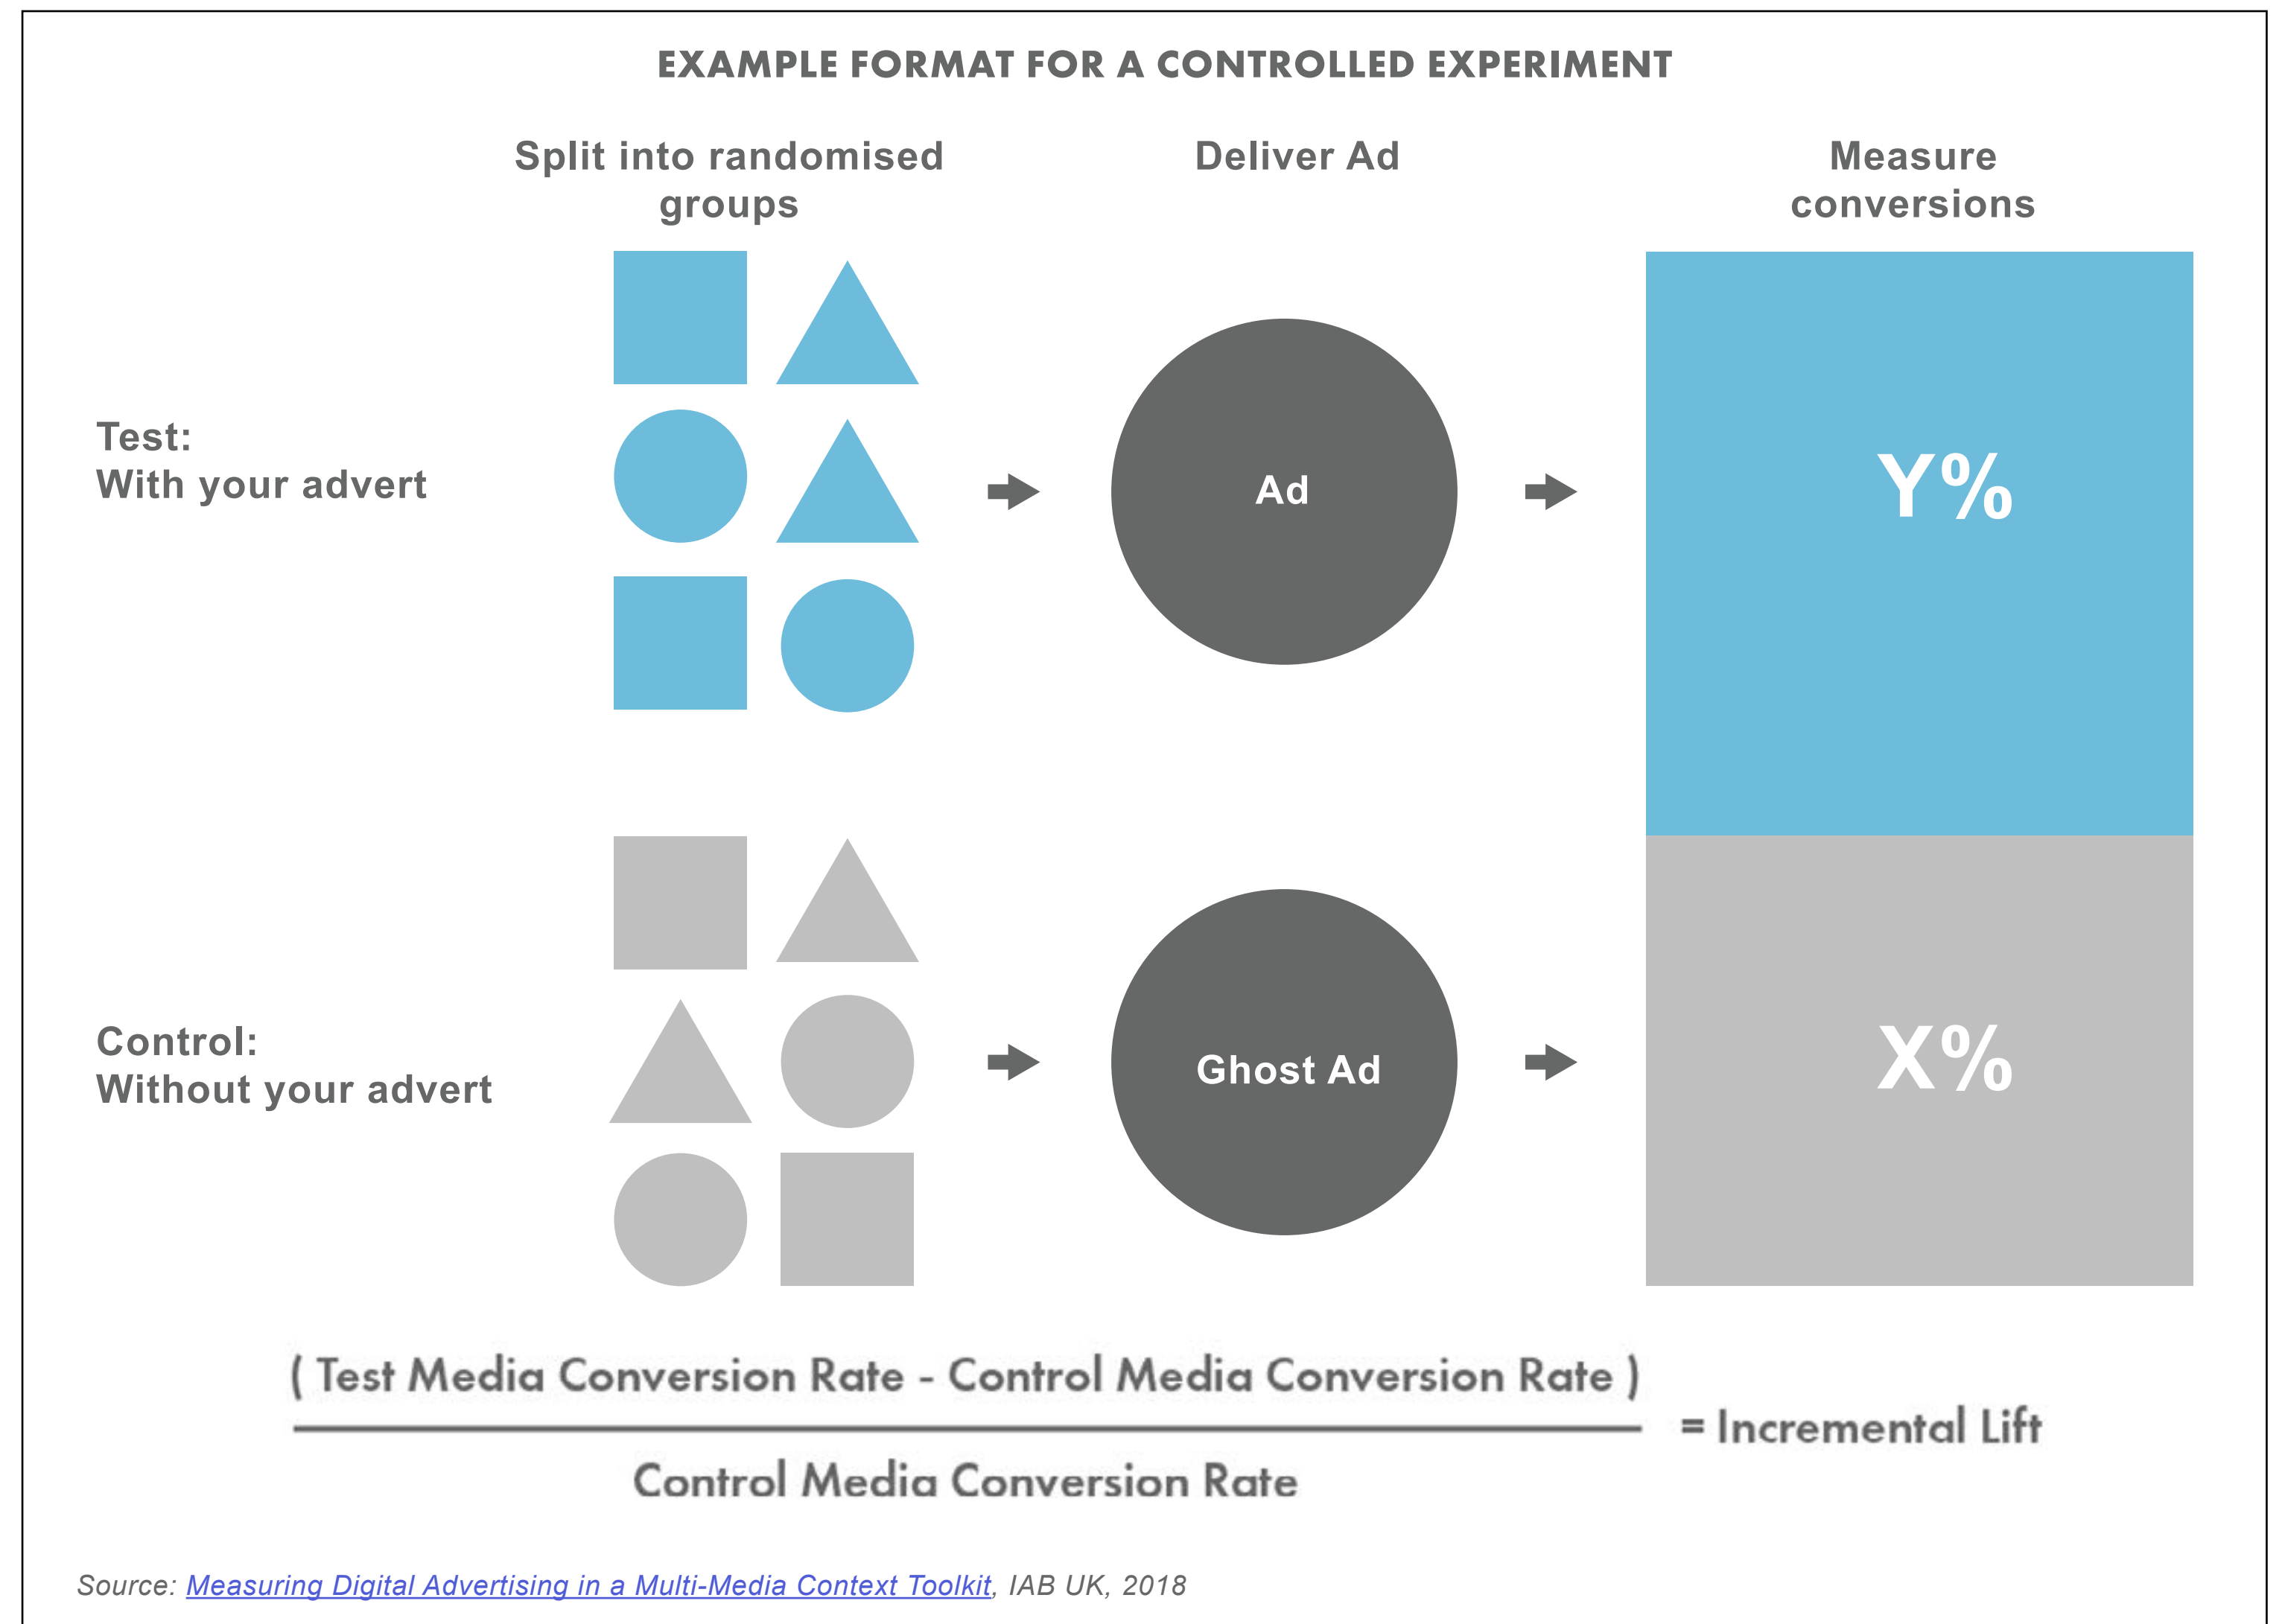 EXAMPLE FORMAT FOR A CONTROLLED EXPERIMENT
Split into randomised
groups
Deliver Ad
Measure
conversions
Test:
With your advert
Ad
Y%
Control:
Without your advert
Ghost Ad
X%
( Test Media Conversion Rate - Control Media Conversion Rate )
Control Media Conversion Rate
= Incremental Lift
Source: Measuring Digital Advertising in a Multi-Media Context Toolkit, IAB UK, 2018